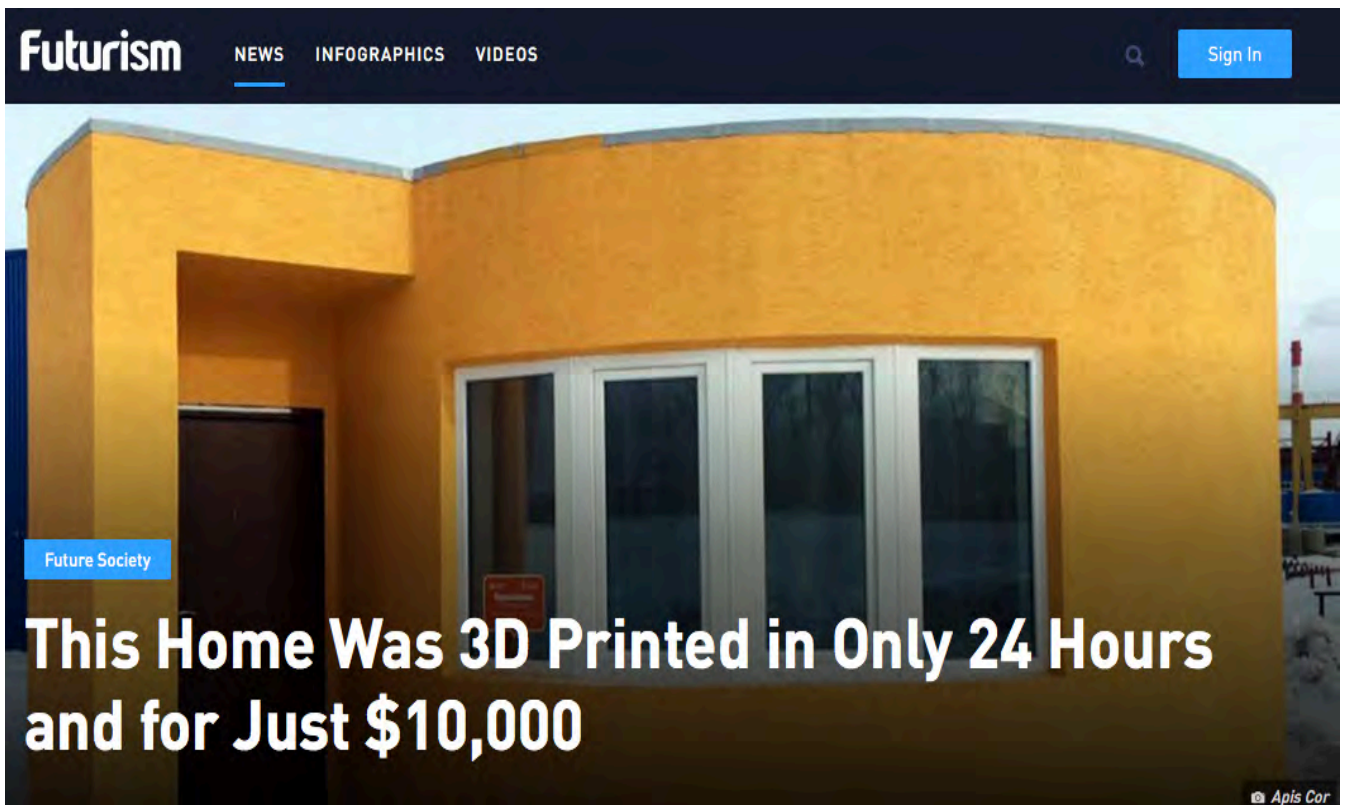 Futurism
NEWS INFOGRAPHICS VIDEOS
Sign In
Future Society
This Home Was 3D Printed in Only 24 Hours
and for Just $10,000
Apis Cor